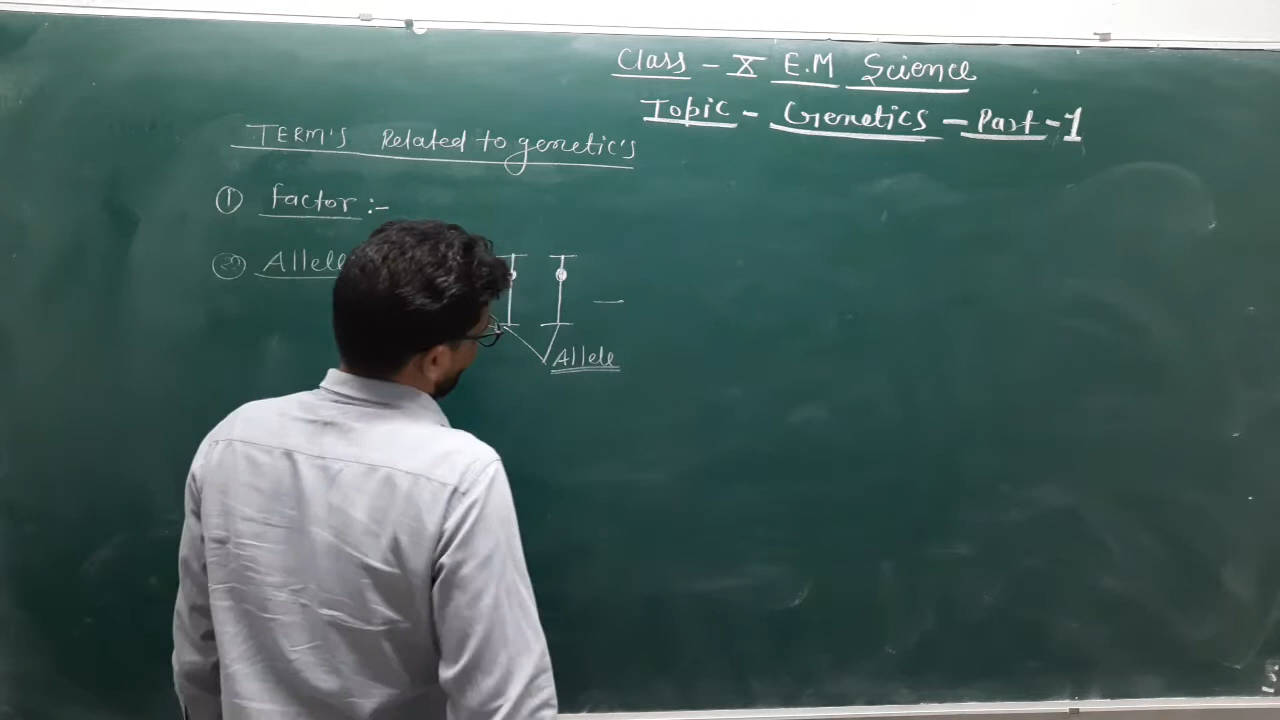 Class - X E.M Science
Topic - Genetics - Part-1
TERM'S Related to genetic's
① Factor :-
② Allele
Allele